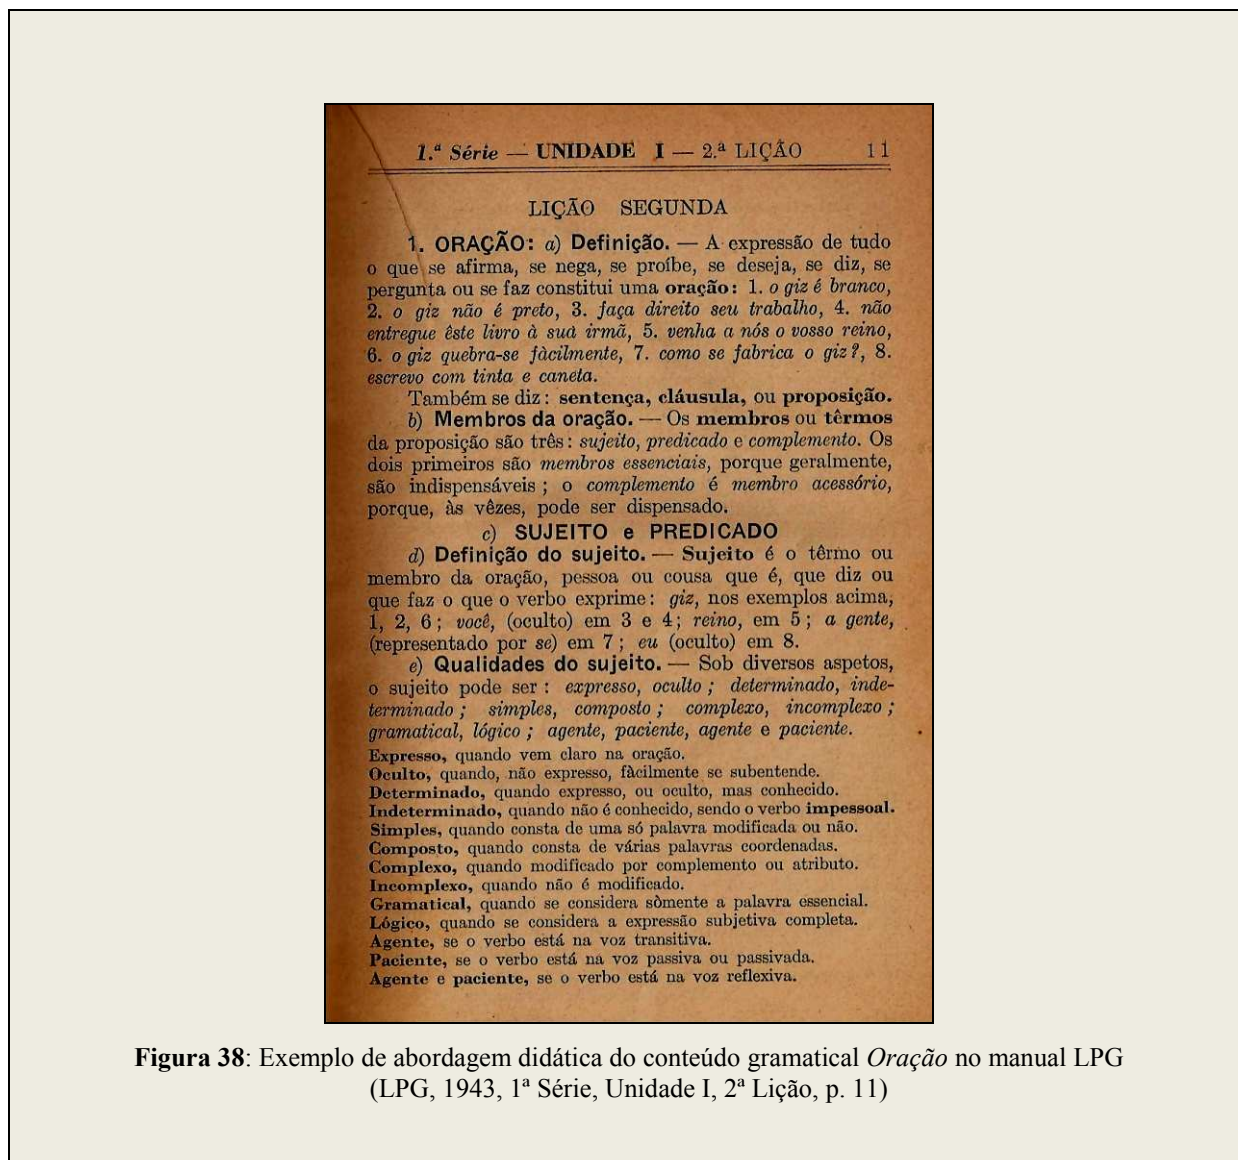 1.ª Série — UNIDADE I — 2.ª LIÇÃO 11
LIÇÃO SEGUNDA
1. ORAÇÃO: a) Definição. — A expressão de tudo
o que se afirma, se nega, se proíbe, se deseja, se diz, se
pergunta ou se faz constitui uma oração: 1. o giz é branco,
2. o giz não é preto, 3. faça direito seu trabalho, 4. não
entregue êste livro à sua irmã, 5. venha a nós o vosso reino,
6. o giz quebra-se fàcilmente, 7. como se fabrica o giz?, 8.
escrevo com tinta e caneta.
Também se diz: sentença, cláusula, ou proposição.
b) Membros da oração. — Os membros ou têrmos
da proposição são três: sujeito, predicado e complemento. Os
dois primeiros são membros essenciais, porque geralmente,
são indispensáveis; o complemento é membro acessório,
porque, às vêzes, pode ser dispensado.
c) SUJEITO e PREDICADO
d) Definição do sujeito. — Sujeito é o têrmo ou
membro da oração, pessoa ou cousa que é, que diz ou
que faz o que o verbo exprime: giz, nos exemplos acima,
1, 2, 6; você, (oculto) em 3 e 4; reino, em 5; a gente,
(representado por se) em 7; eu (oculto) em 8.
e) Qualidades do sujeito. — Sob diversos aspetos,
o sujeito pode ser: expresso, oculto; determinado, inde-
terminado; simples, composto; complexo, incomplexo;
gramatical, lógico; agente, paciente, agente e paciente.
Expresso, quando vem claro na oração.
Oculto, quando, não expresso, fàcilmente se subentende.
Determinado, quando expresso, ou oculto, mas conhecido.
Indeterminado, quando não é conhecido, sendo o verbo impessoal.
Simples, quando consta de uma só palavra modificada ou não.
Composto, quando consta de várias palavras coordenadas.
Complexo, quando modificado por complemento ou atributo.
Incomplexo, quando não é modificado.
Gramatical, quando se considera sòmente a palavra essencial.
Lógico, quando se considera a expressão subjetiva completa.
Agente, se o verbo está na voz transitiva.
Paciente, se o verbo está na voz passiva ou passivada.
Agente e paciente, se o verbo está na voz reflexiva.
Figura 38: Exemplo de abordagem didática do conteúdo gramatical Oração no manual LPG
(LPG, 1943, 1ª Série, Unidade I, 2ª Lição, p. 11)